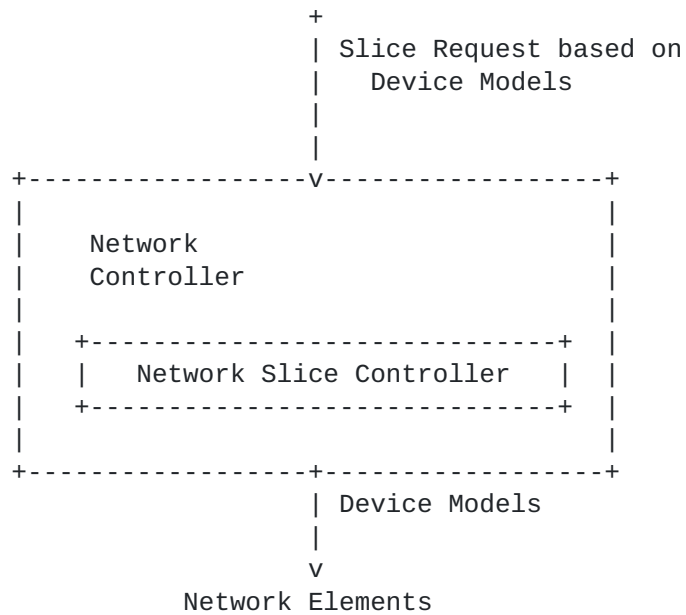 Slice Request based on
Device Models
Network
Controller
Network Slice Controller
Device Models
Network Elements